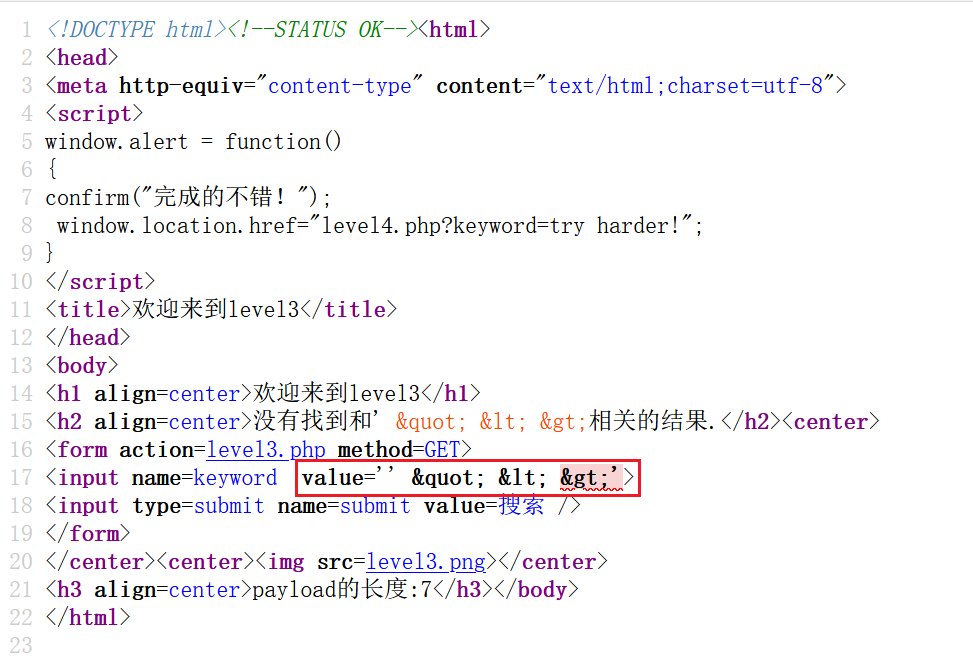 1 <!DOCTYPE html><!--STATUS OK--><html>
2 <head>
3 <meta http-equiv="content-type" content="text/html;charset=utf-8">
4 <script>
5 window.alert = function()
6 {
7 confirm("完成的不错！");
8  window.location.href="level4.php?keyword=try harder!";
9 }
10 </script>
11 <title>欢迎来到level3</title>
12 </head>
13 <body>
14 <h1 align=center>欢迎来到level3</h1>
15 <h2 align=center>没有找到和' &quot; &lt; &gt;相关的结果.</h2><center>
16 <form action=level3.php method=GET>
17 <input name=keyword  value='' &quot; &lt; &gt;'>
18 <input type=submit name=submit value=搜索 />
19 </form>
20 </center><center><img src=level3.png></center>
21 <h3 align=center>payload的长度:7</h3></body>
22 </html>
23